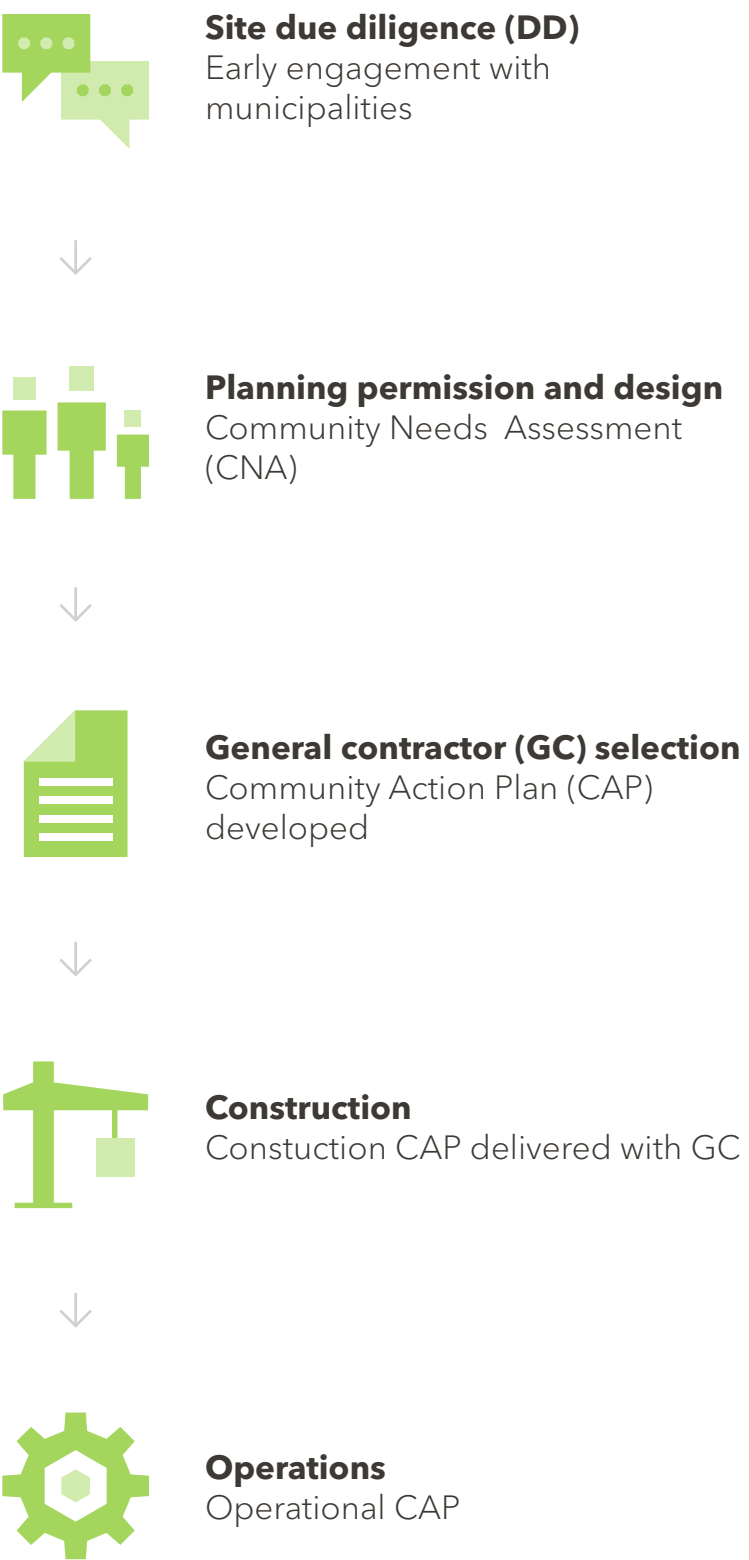 Site due diligence (DD)
Early engagement with
municipalities
Planning permission and design
Community Needs  Assessment
(CNA)
General contractor (GC) selection
Community Action Plan (CAP)
developed
Construction
Constuction CAP delivered with GC
Operations
Operational CAP